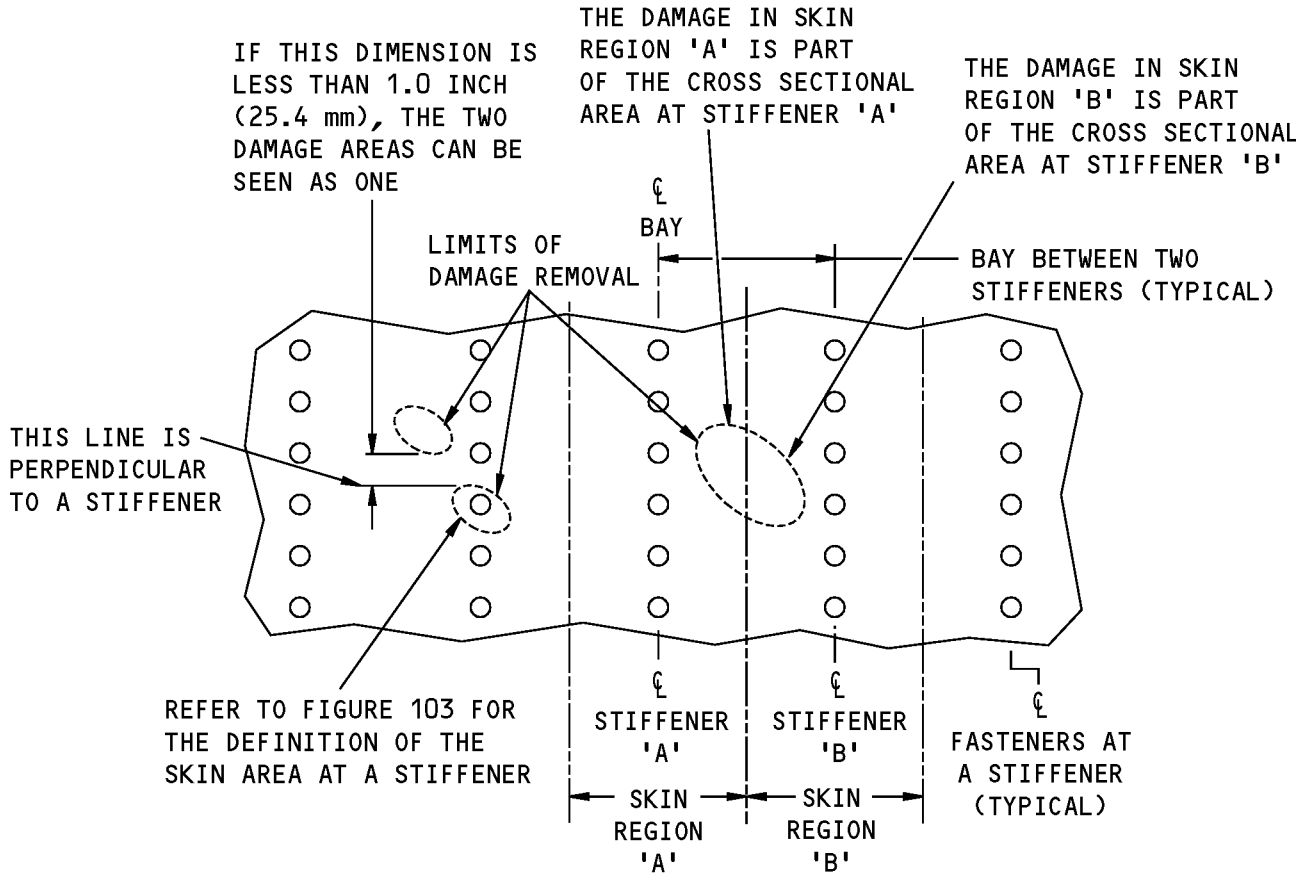 THE DAMAGE IN SKIN
REGION 'A' IS PART
OF THE CROSS SECTIONAL
AREA AT STIFFENER 'A'
IF THIS DIMENSION IS
LESS THAN 1.0 INCH
(25.4 mm), THE TWO
DAMAGE AREAS CAN BE
SEEN AS ONE
THE DAMAGE IN SKIN
REGION 'B' IS PART
OF THE CROSS SECTIONAL
AREA AT STIFFENER 'B'
℄
BAY
LIMITS OF
DAMAGE REMOVAL
BAY BETWEEN TWO
STIFFENERS (TYPICAL)
THIS LINE IS
PERPENDICULAR
TO A STIFFENER
REFER TO FIGURE 103 FOR
THE DEFINITION OF THE
SKIN AREA AT A STIFFENER
℄
STIFFENER
'A'
℄
STIFFENER
'B'
℄
FASTENERS AT
A STIFFENER
(TYPICAL)
SKIN
REGION
'A'
SKIN
REGION
'B'